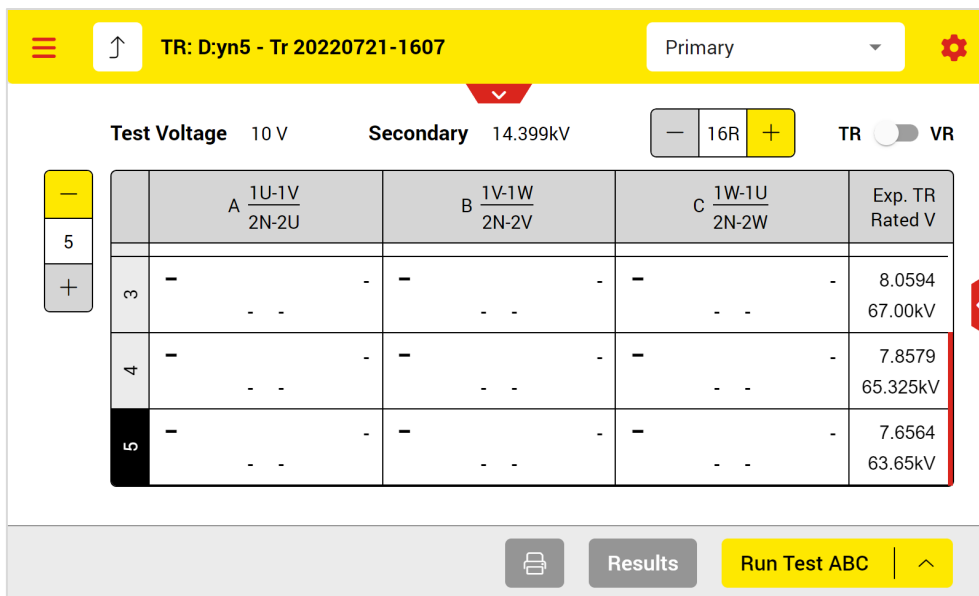 TR: D:yn5 - Tr 20220721-1607
Primary
Test Voltage 10 V Secondary 14.399kV
− 16R +
TR VR
−
5
+
A 1U-1V
2N-2U
B 1V-1W
2N-2V
C 1W-1U
2N-2W
Exp. TR
Rated V
3 – - – - – - 8.0594
- - - - - - 67.00kV
4 – - – - – - 7.8579
- - - - - - 65.325kV
5 – - – - – - 7.6564
- - - - - - 63.65kV
Results
Run Test ABC